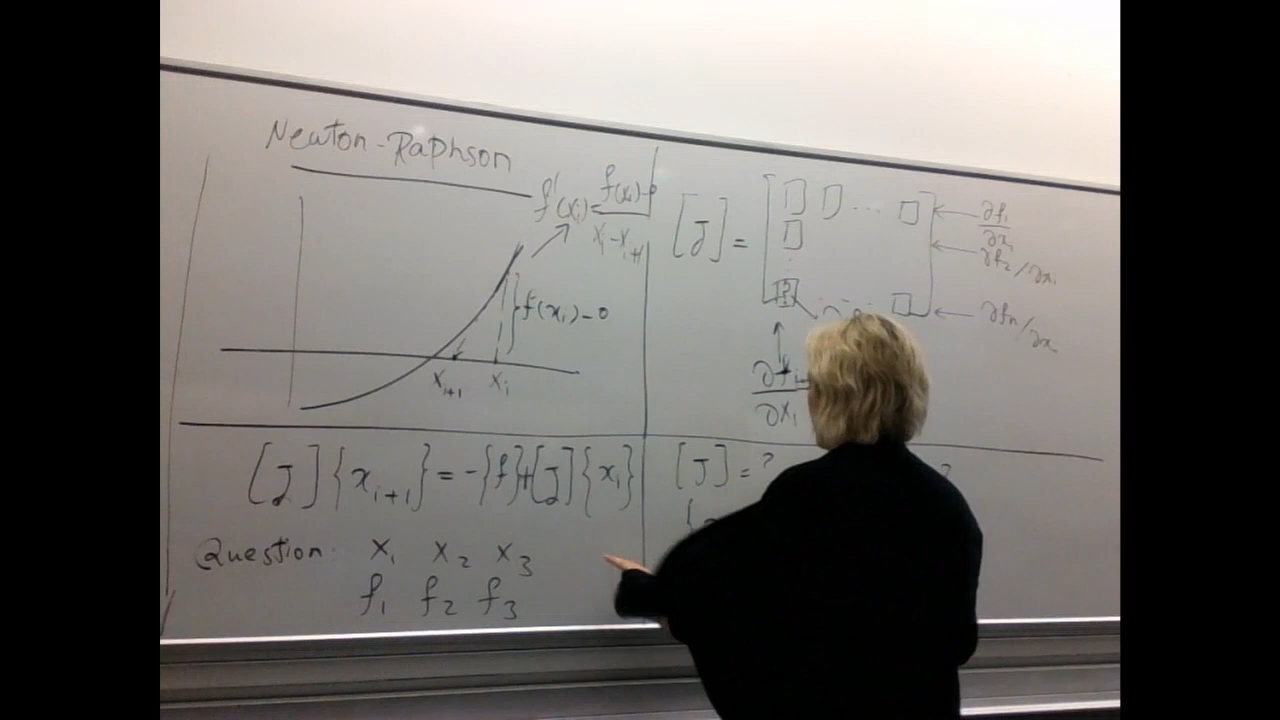 Newton-Raphson
f'(xi) = f(xi)-0 / xi-xi+1
f(xi)-0
xi+1 xi
[J] =
∂f1/∂x1
∂f2/∂x1
∂fn/∂x
∂x1
[J]{xi+1} = -{f}+[J]{xi}
Question: x1 x2 x3
f1 f2 f3
[J] = ?
?